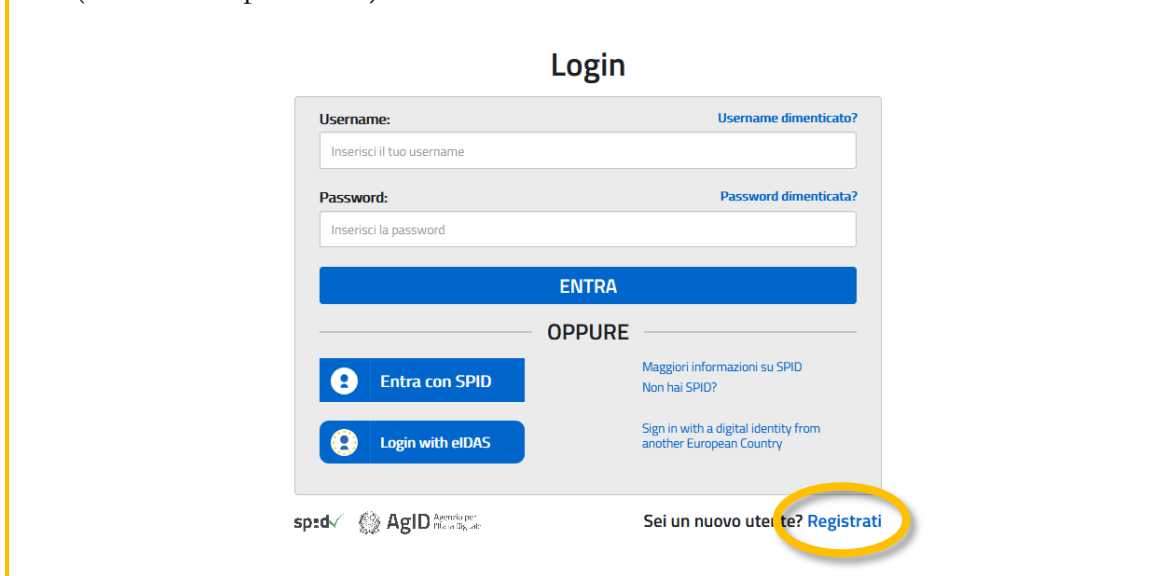 Login
Username:
Username dimenticato?
Inserisci il tuo username
Password:
Password dimenticata?
Inserisci la password
ENTRA
OPPURE
Entra con SPID
Maggiori informazioni su SPID
Non hai SPID?
Login with eIDAS
Sign in with a digital identity from
another European Country
AgID
Sei un nuovo utente? Registrati